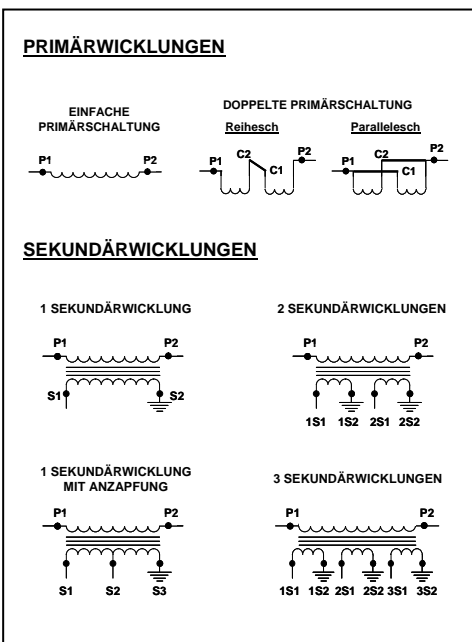 PRIMÄRWICKLUNGEN
EINFACHE
PRIMÄRSCHALTUNG
P1 P2
DOPPELTE PRIMÄRSCHALTUNG
Reihesch Parallelesch
P1 C2 C1 P2
P1 C2 C1 P2
SEKUNDÄRWICKLUNGEN
1 SEKUNDÄRWICKLUNG
P1 P2
S1 S2
2 SEKUNDÄRWICKLUNGEN
P1 P2
1S1 1S2 2S1 2S2
1 SEKUNDÄRWICKLUNG
MIT ANZAPFUNG
P1 P2
S1 S2 S3
3 SEKUNDÄRWICKLUNGEN
P1 P2
1S1 1S2 2S1 2S2 3S1 3S2